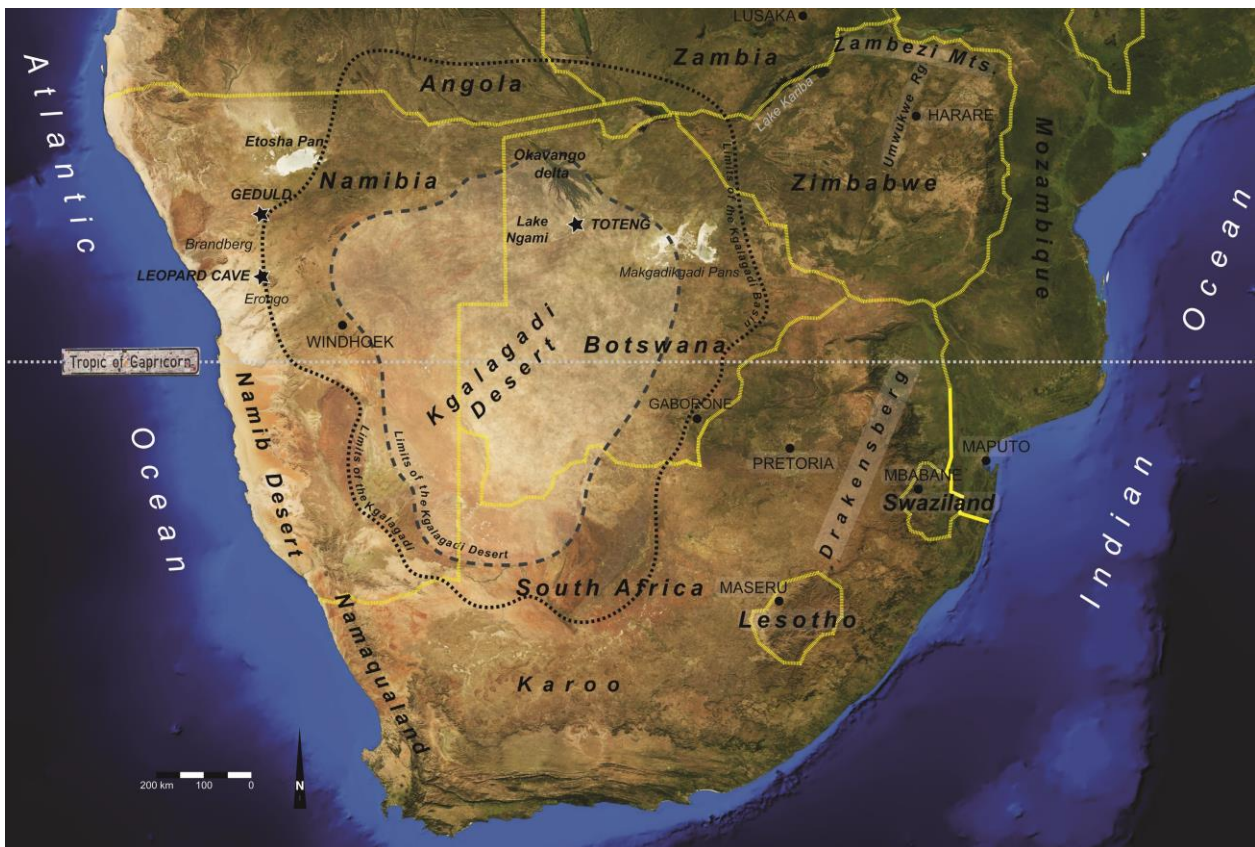 LUSAKA
Zambia
Zambezi Mts.
Atlantic
Ocean
Angola
Lake Kariba
Umwukwe Rg
HARARE
Etosha Pan
Okavango
delta
Namibia
Zimbabwe
Mozambique
GEDULD
Lake
Ngami
TOTENG
Limits of the Kgalagadi Basin
Brandberg
Makgadikgadi Pans
LEOPARD CAVE
Erongo
WINDHOEK
Botswana
Kgalagadi
Desert
Tropic of Capricorn
Indian
Ocean
Namib Desert
GABORONE
Drakensberg
PRETORIA
MAPUTO
MBABANE
Swaziland
Limits of the Kgalagadi
Limits of the Kgalagadi Desert
South Africa
MASERU
Lesotho
Namaqualand
Karoo
200 km 100 0
N